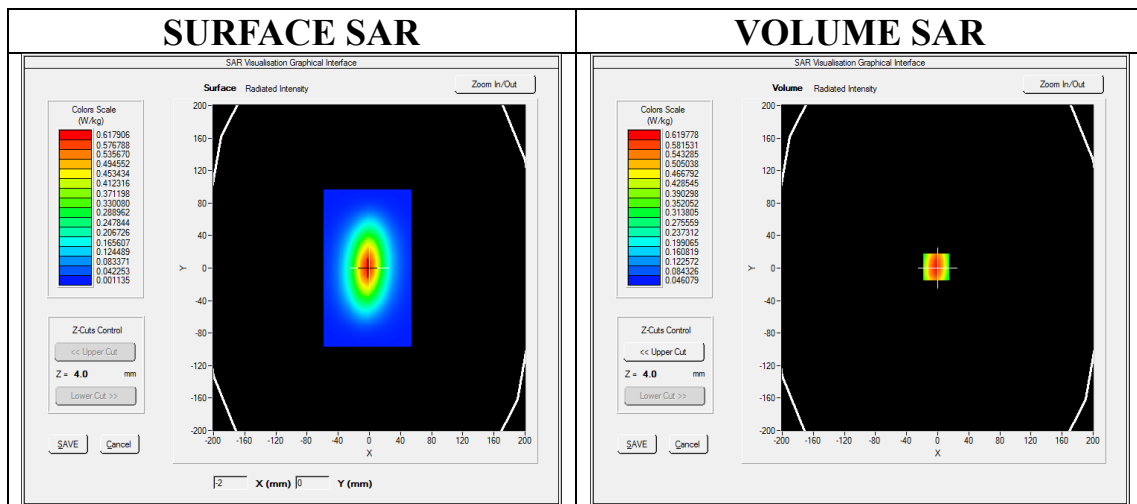 SURFACE SAR
SAR Visualisation Graphical Interface
Surface Radiated Intensity
Zoom In/Out
Colors Scale
(W/kg)
0.617906
0.576788
0.535670
0.494552
0.453434
0.412316
0.371198
0.330080
0.288962
0.247844
0.206726
0.165607
0.124489
0.083371
0.042253
0.001135
Z-Cuts Control
<< Upper Cut
Z = 4.0 mm
Lower Cut >>
SAVE Cancel
200
160
120
80
40
0
-40
-80
-120
-160
-200
Y
-200 -160 -120 -80 -40 0 40 80 120 160 200
X
-2 X (mm) 0 Y (mm)
VOLUME SAR
SAR Visualisation Graphical Interface
Volume Radiated Intensity
Zoom In/Out
Colors Scale
(W/kg)
0.619778
0.581531
0.543285
0.505038
0.466792
0.428545
0.390298
0.352052
0.313805
0.275559
0.237312
0.199065
0.160819
0.122572
0.084326
0.046079
Z-Cuts Control
<< Upper Cut
Z = 4.0 mm
Lower Cut >>
SAVE Cancel
200
160
120
80
40
0
-40
-80
-120
-160
-200
Y
-200 -160 -120 -80 -40 0 40 80 120 160 200
X